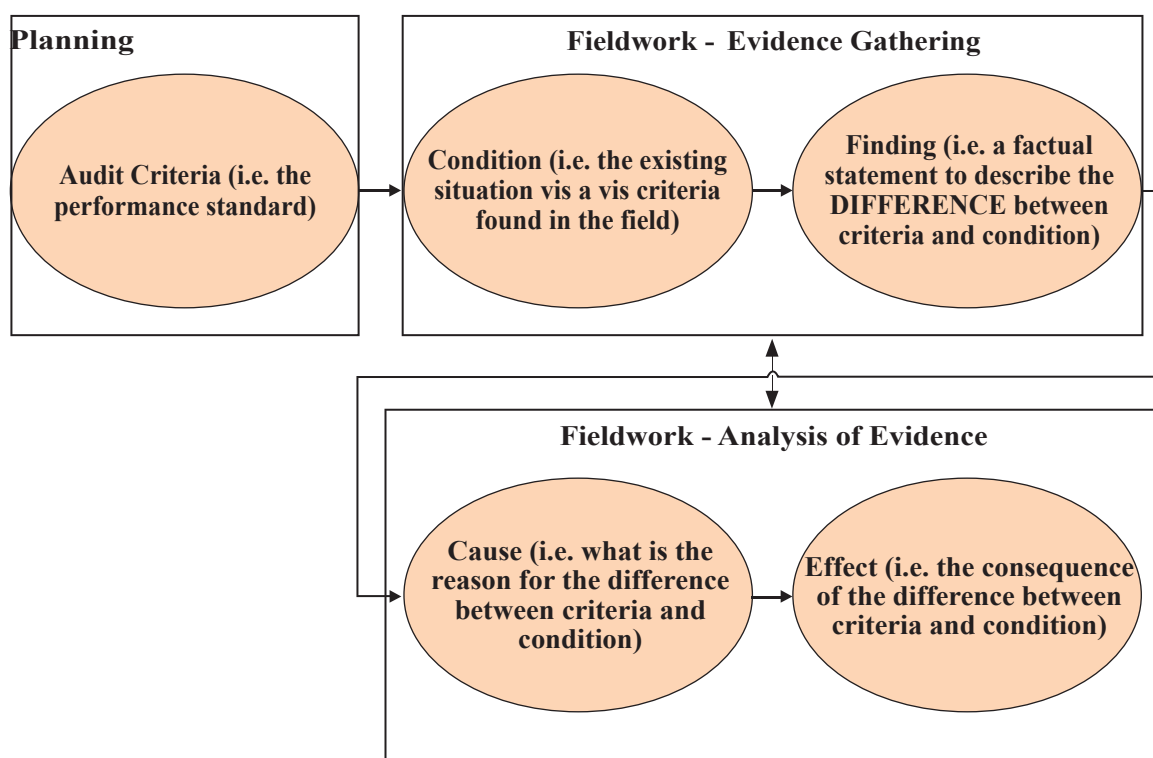 Planning
Fieldwork - Evidence Gathering
Audit Criteria (i.e. the
performance standard)
Condition (i.e. the existing
situation vis a vis criteria
found in the field)
Finding (i.e. a factual
statement to describe the
DIFFERENCE between
criteria and condition)
Fieldwork - Analysis of Evidence
Cause (i.e. what is the
reason for the difference
between criteria and
condition)
Effect (i.e. the consequence
of the difference between
criteria and condition)